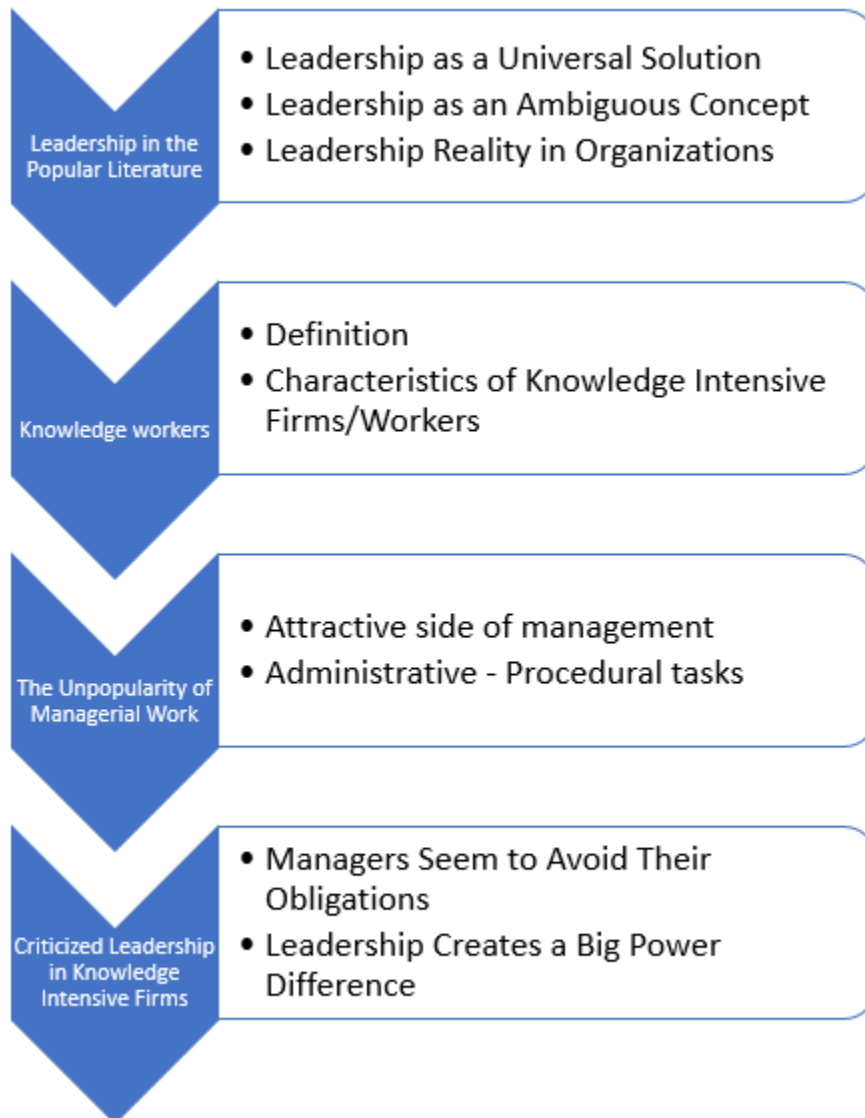 Leadership in the
Popular Literature
• Leadership as a Universal Solution
• Leadership as an Ambiguous Concept
• Leadership Reality in Organizations
Knowledge workers
• Definition
• Characteristics of Knowledge Intensive
Firms/Workers
The Unpopularity of
Managerial Work
• Attractive side of management
• Administrative - Procedural tasks
Criticized Leadership
in Knowledge
Intensive Firms
• Managers Seem to Avoid Their
Obligations
• Leadership Creates a Big Power
Difference